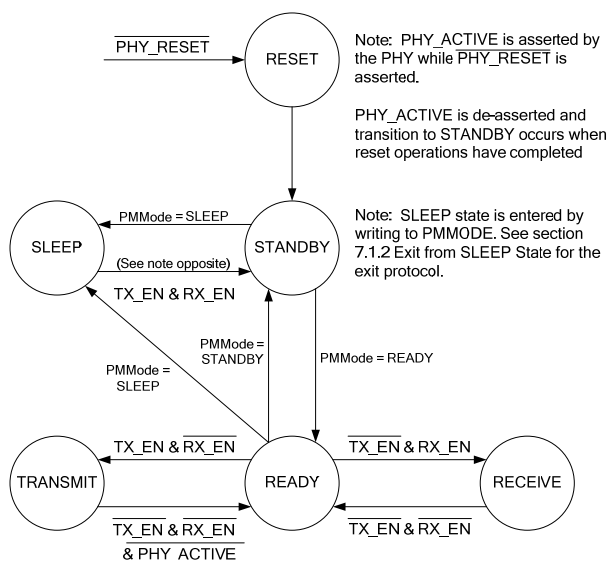 PHY_RESET
RESET
Note: PHY_ACTIVE is asserted by
the PHY while PHY_RESET is
asserted.
PHY_ACTIVE is de-asserted and
transition to STANDBY occurs when
reset operations have completed
PMMode = SLEEP
SLEEP
STANDBY
(See note opposite)
TX_EN & RX_EN
Note: SLEEP state is entered by
writing to PMMODE. See section
7.1.2 Exit from SLEEP State for the
exit protocol.
PMMode =
STANDBY
PMMode = READY
PMMode =
SLEEP
TX_EN & RX_EN
TX_EN & RX_EN
TRANSMIT
READY
RECEIVE
TX_EN & RX_EN
& PHY ACTIVE
TX_EN & RX_EN